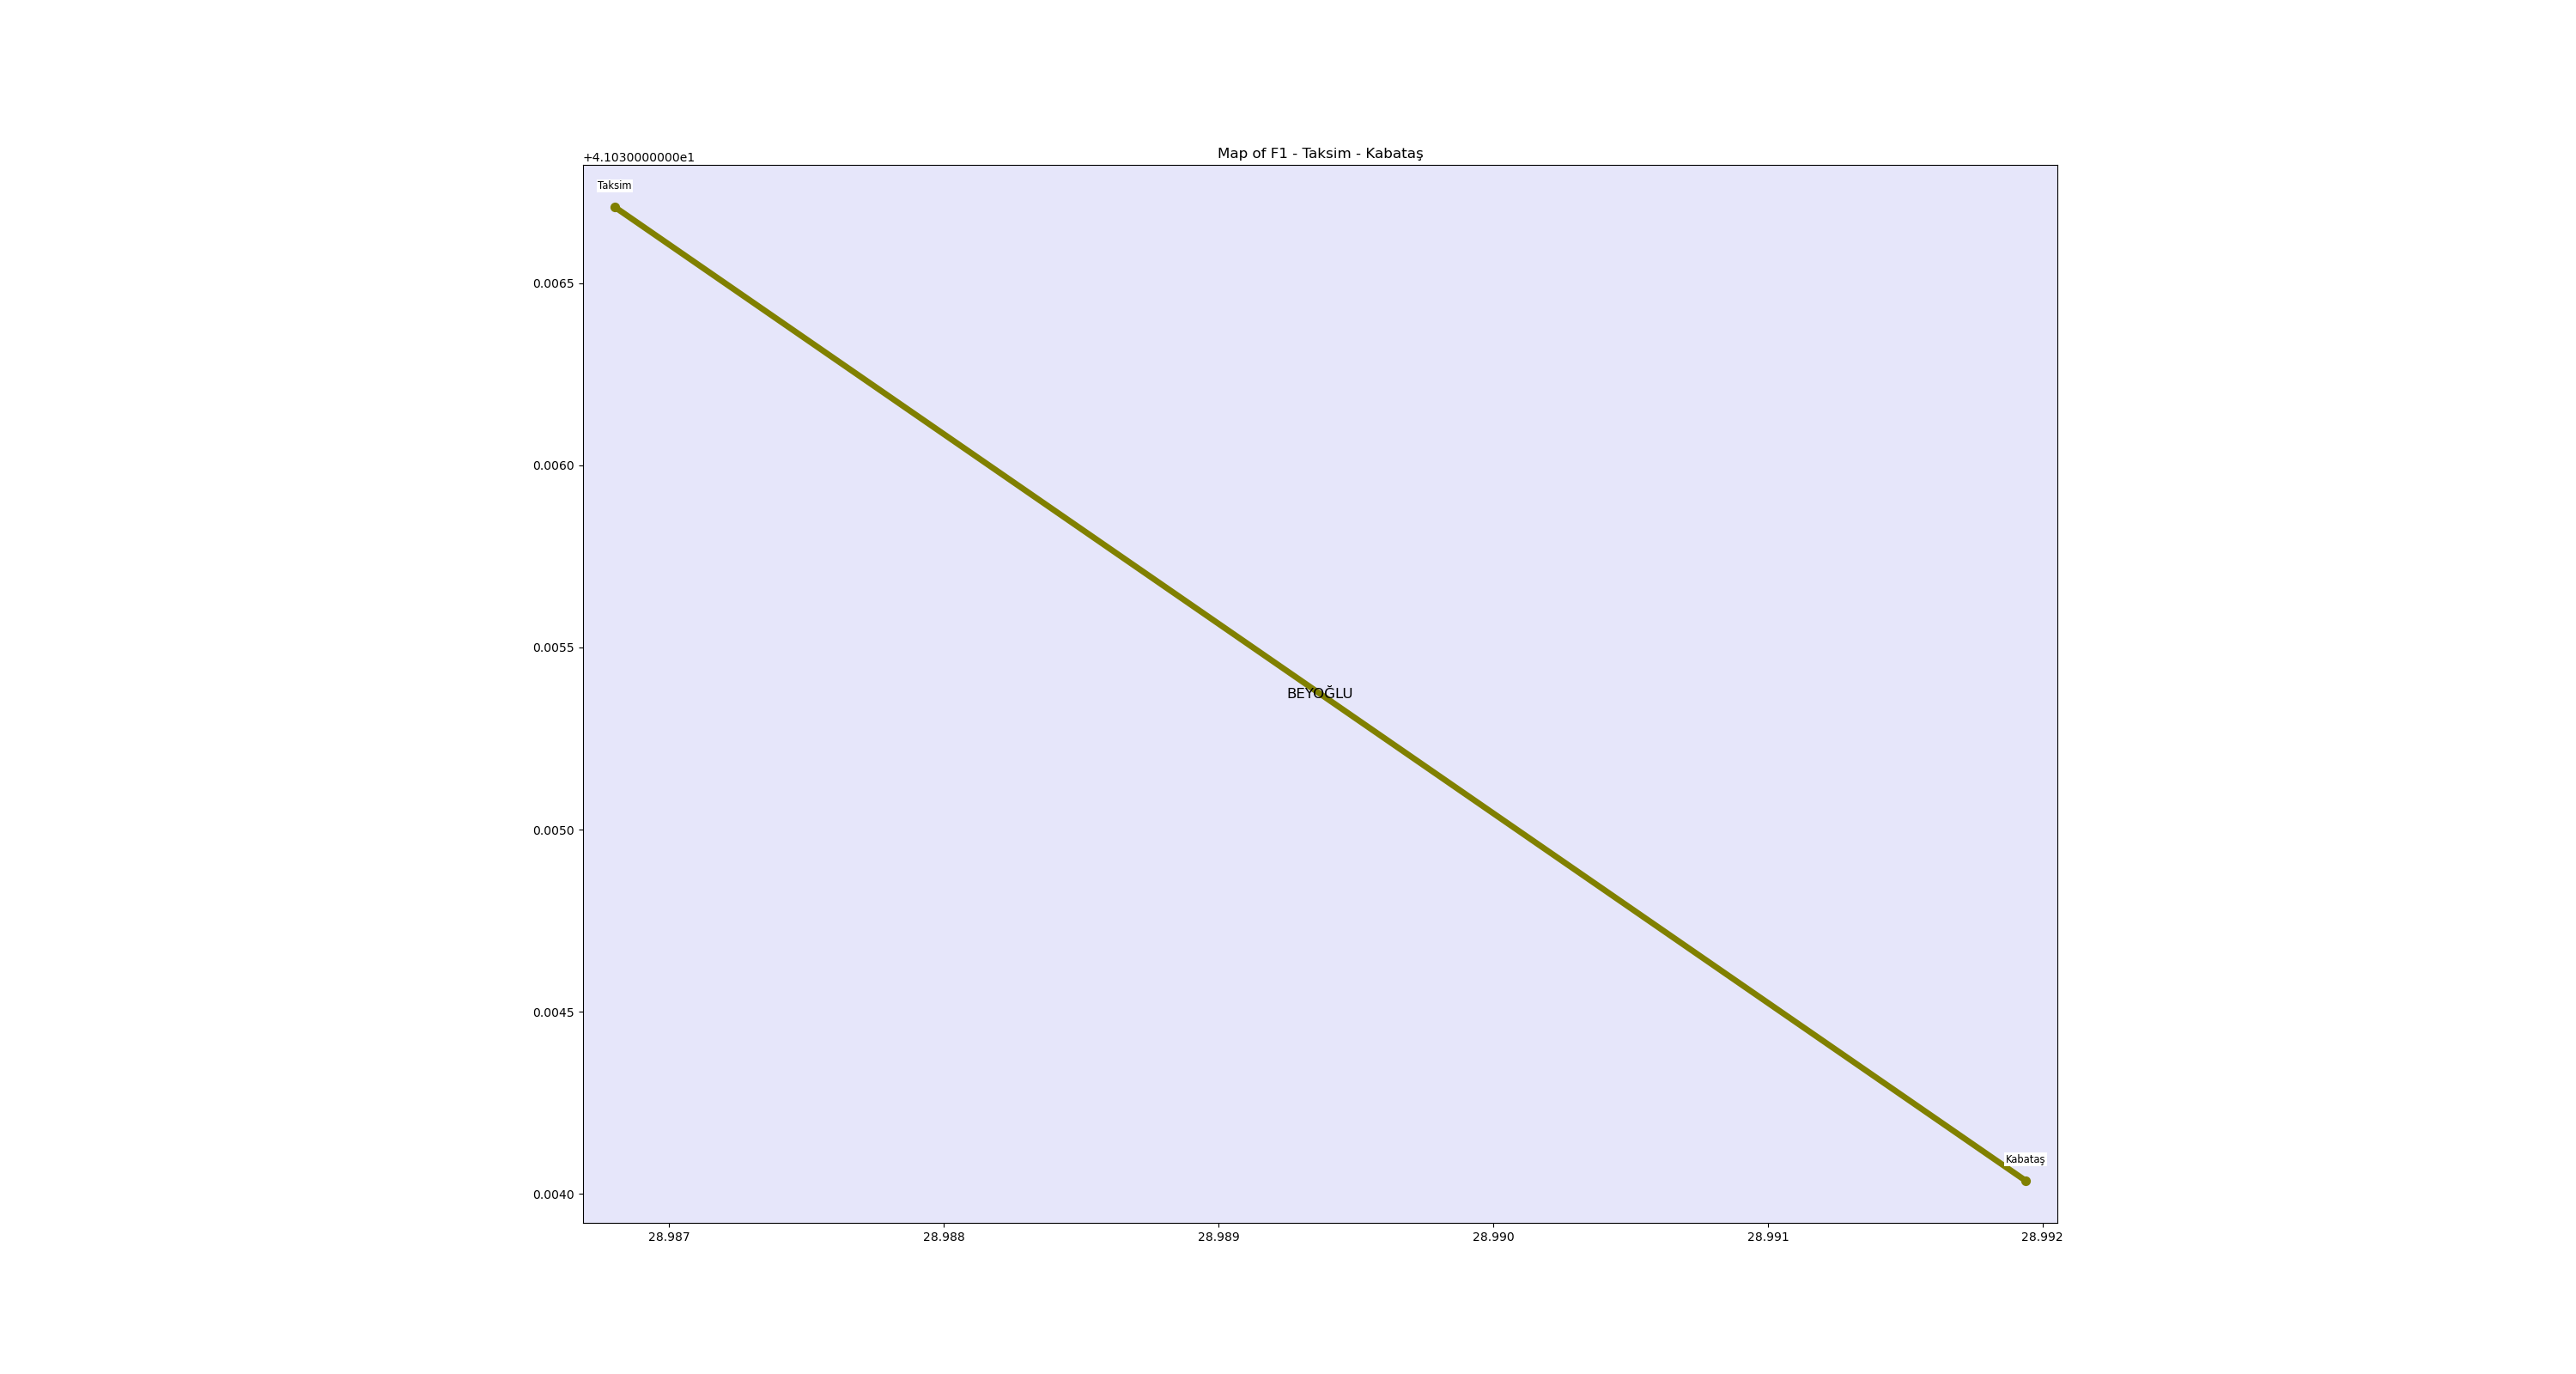 Map of F1 - Taksim - Kabataş
+4.1030000000e1
Taksim
0.0065
0.0060
0.0055
BEYOĞLU
0.0050
0.0045
Kabataş
0.0040
28.987 28.988 28.989 28.990 28.991 28.992